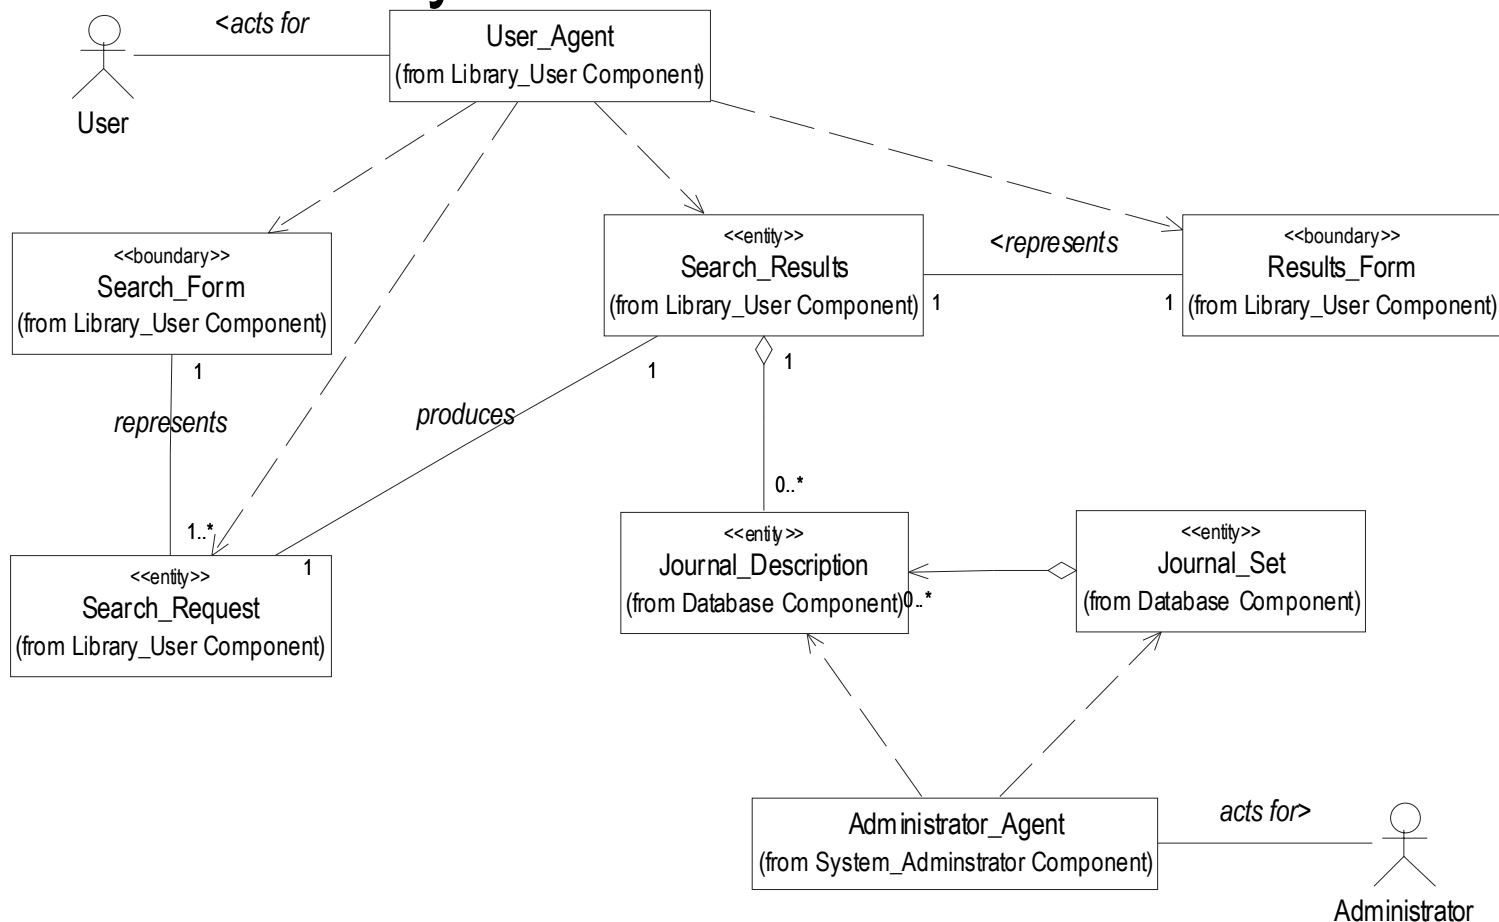 <acts for
User_Agent
(from Library_User Component)
User
<<boundary>>
Search_Form
(from Library_User Component)
<<entity>>
Search_Results
(from Library_User Component)
<represents
<<boundary>>
Results_Form
(from Library_User Component)
1
1
1
1
1
represents
produces
0..*
1..*
1
<<entity>>
Search_Request
(from Library_User Component)
<<entity>>
Journal_Description
(from Database Component)
0..*
<<entity>>
Journal_Set
(from Database Component)
Administrator_Agent
(from System_Adminstrator Component)
acts for>
Administrator